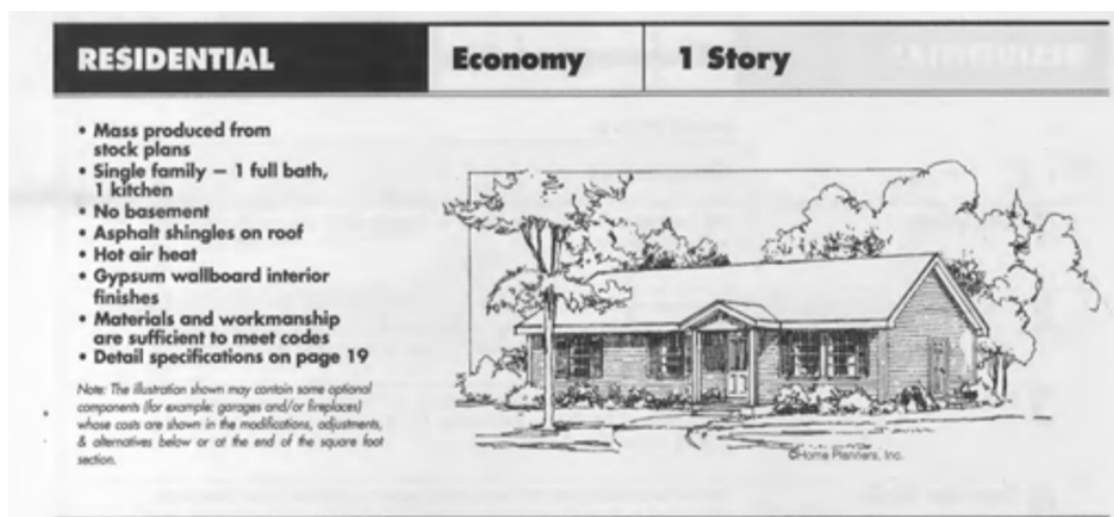 RESIDENTIAL Economy 1 Story
• Mass produced from
stock plans
• Single family — 1 full bath,
1 kitchen
• No basement
• Asphalt shingles on roof
• Hot air heat
• Gypsum wallboard interior
finishes
• Materials and workmanship
are sufficient to meet codes
• Detail specifications on page 19
Note: The illustration shown may contain some optional
components (for example: garages and/or fireplaces)
whose costs are shown in the modifications, adjustments,
& alternatives below or at the end of the square foot
section.
©Home Planners, Inc.